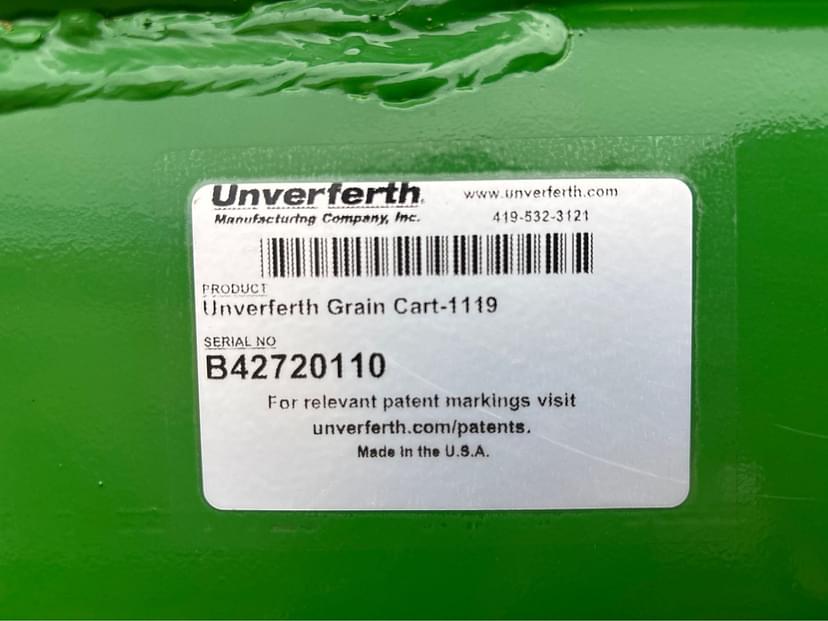 Unverferth www.unverferth.com
Manufacturing Company, Inc. 419-532-3121
PRODUCT
Unverferth Grain Cart-1119
SERIAL NO
B42720110
For relevant patent markings visit
unverferth.com/patents.
Made in the U.S.A.